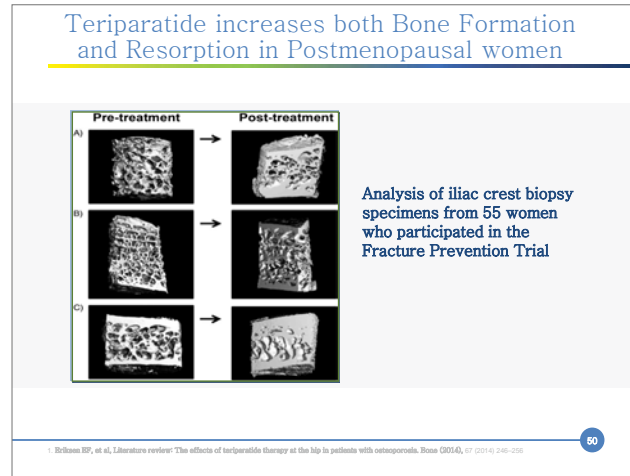 Teriparatide increases both Bone Formation
and Resorption in Postmenopausal women
Pre-treatment Post-treatment
A)
B)
C)
Analysis of iliac crest biopsy
specimens from 55 women
who participated in the
Fracture Prevention Trial
1. Eriksen EF, et al, Literature review: The effects of teriparatide therapy at the hip in patients with osteoporosis. Bone (2014), 67 (2014) 246–256
50